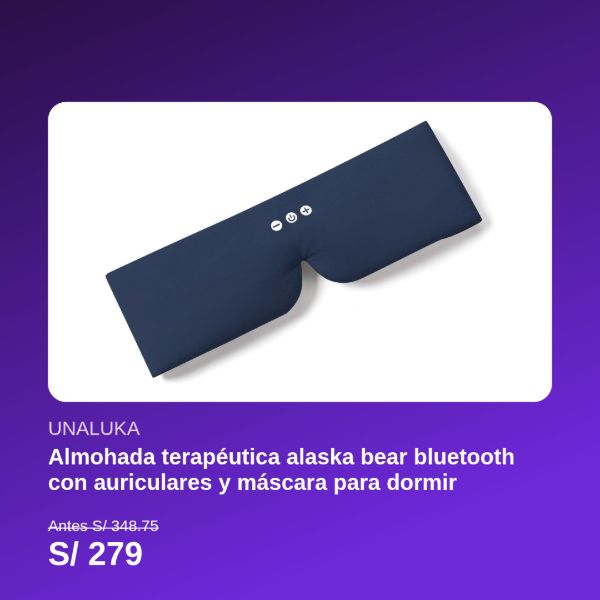 UNALUKA
Almohada terapéutica alaska bear bluetooth
con auriculares y máscara para dormir
Antes S/ 348.75
S/ 279